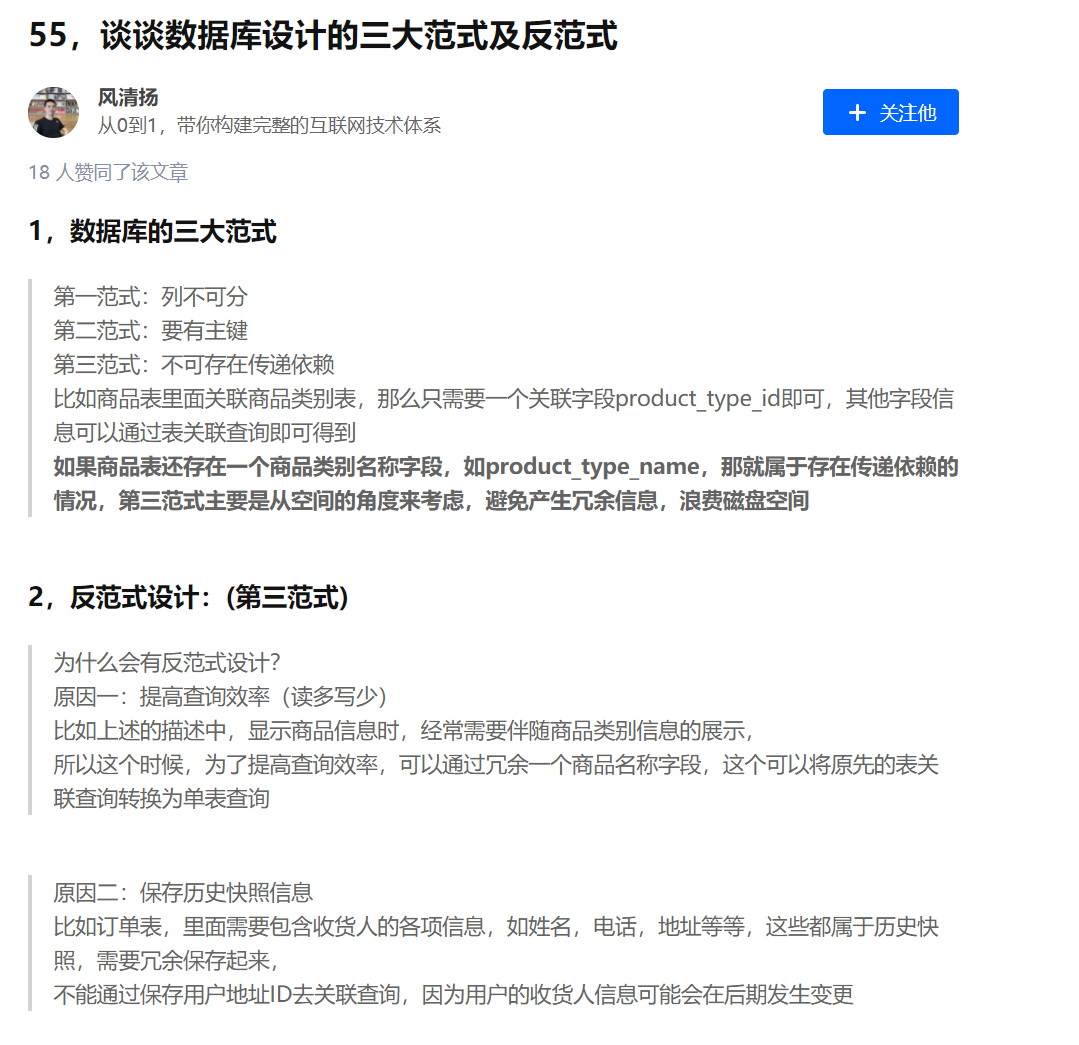 55，谈谈数据库设计的三大范式及反范式
风清扬
从0到1，带你构建完整的互联网技术体系
+ 关注他
18 人赞同了该文章
1，数据库的三大范式
第一范式：列不可分
第二范式：要有主键
第三范式：不可存在传递依赖
比如商品表里面关联商品类别表，那么只需要一个关联字段product_type_id即可，其他字段信
息可以通过表关联查询即可得到
如果商品表还存在一个商品类别名称字段，如product_type_name，那就属于存在传递依赖的
情况，第三范式主要是从空间的角度来考虑，避免产生冗余信息，浪费磁盘空间
2，反范式设计：(第三范式)
为什么会有反范式设计？
原因一：提高查询效率（读多写少）
比如上述的描述中，显示商品信息时，经常需要伴随商品类别信息的展示，
所以这个时候，为了提高查询效率，可以通过冗余一个商品名称字段，这个可以将原先的表关
联查询转换为单表查询
原因二：保存历史快照信息
比如订单表，里面需要包含收货人的各项信息，如姓名，电话，地址等等，这些都属于历史快
照，需要冗余保存起来，
不能通过保存用户地址ID去关联查询，因为用户的收货人信息可能会在后期发生变更